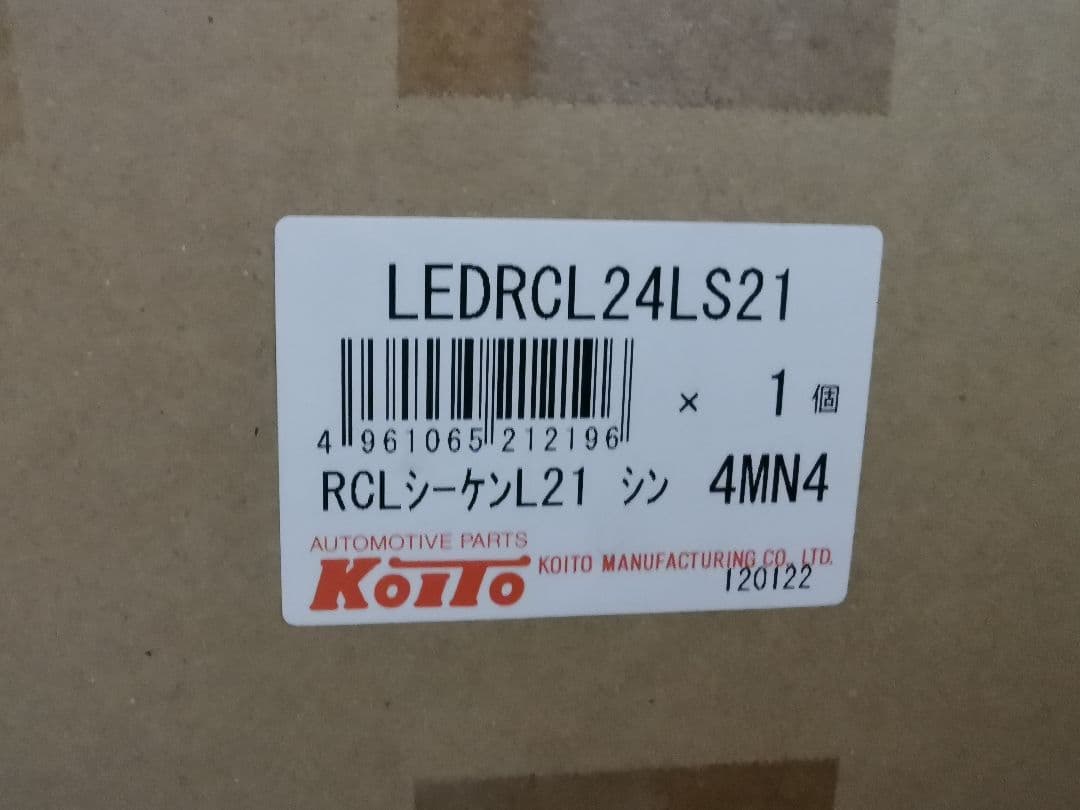 LEDRCL24LS21
× 1 個
4 961065 212196
RCLシーケンL21 シン 4MN4
AUTOMOTIVE PARTS
KOITO KOITO MANUFACTURING CO., LTD.
120122